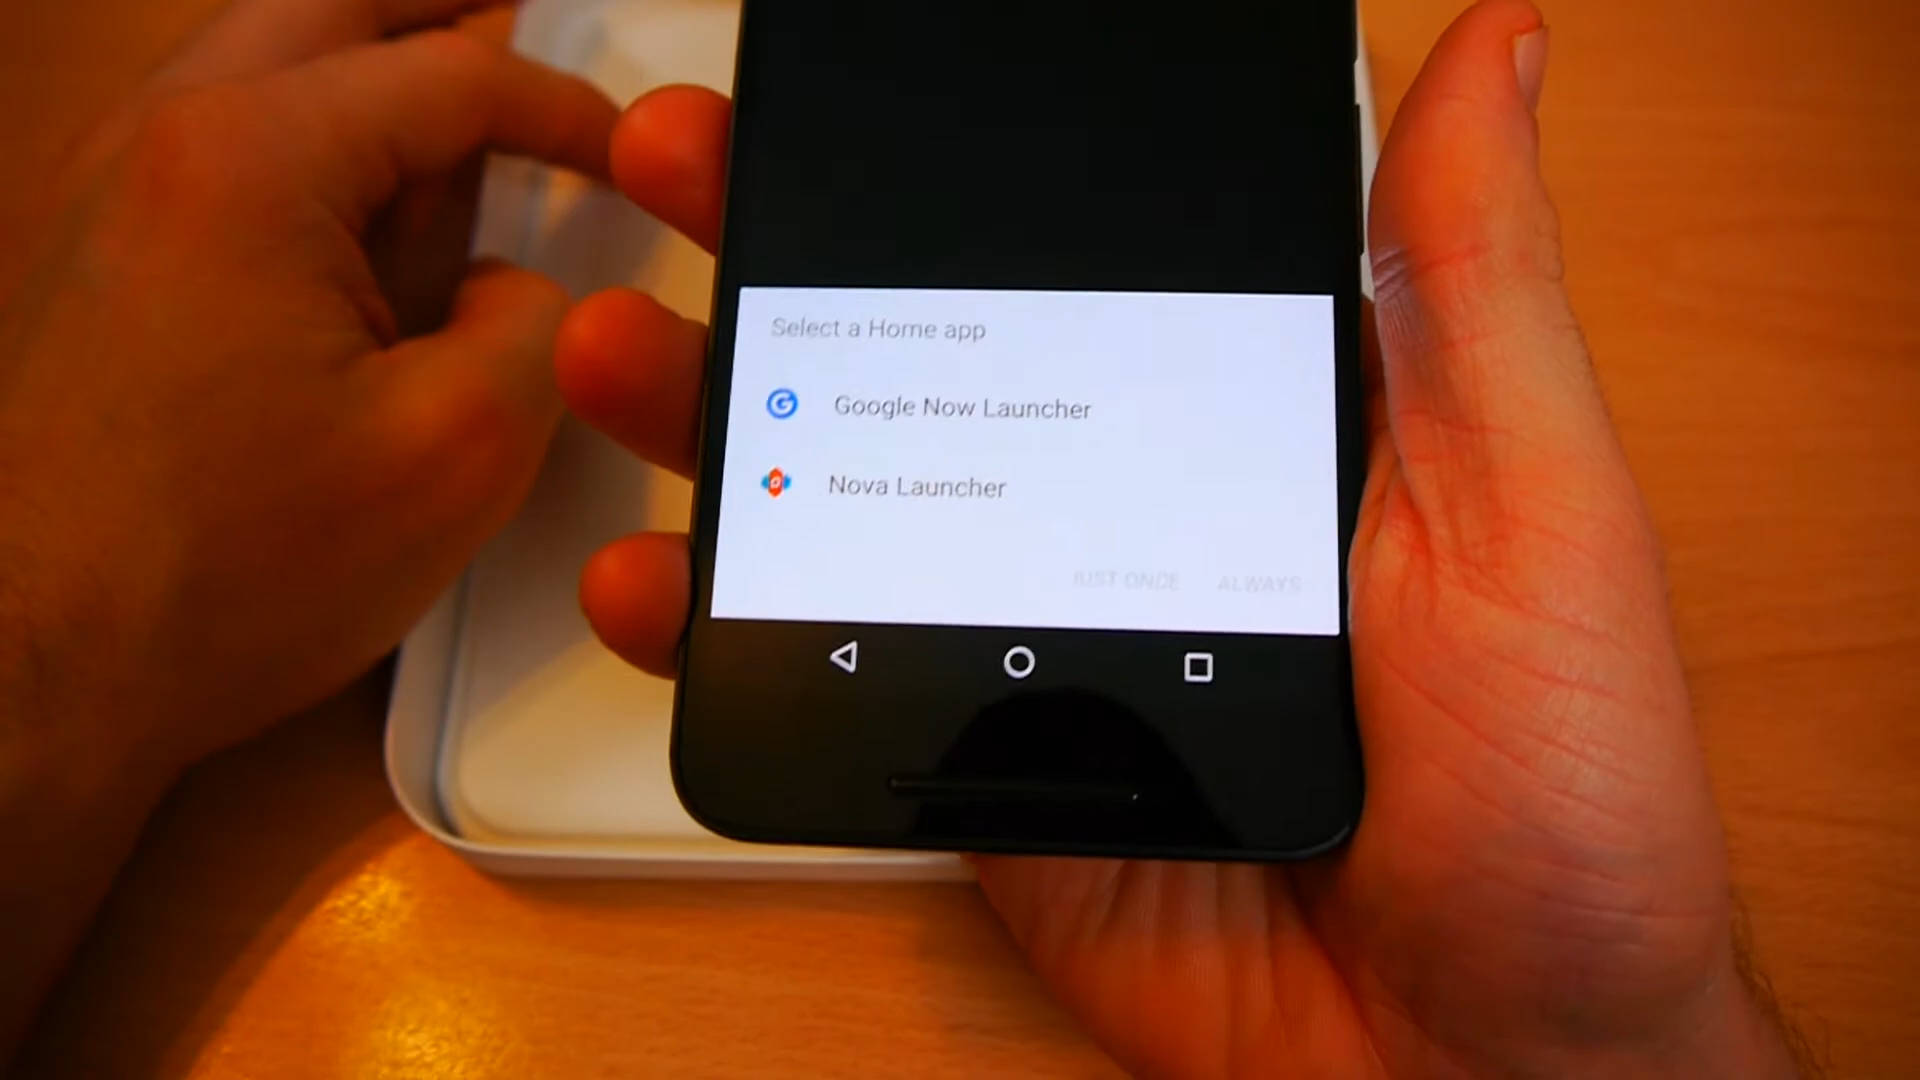 Select a Home app
Google Now Launcher
Nova Launcher
JUST ONCE ALWAYS